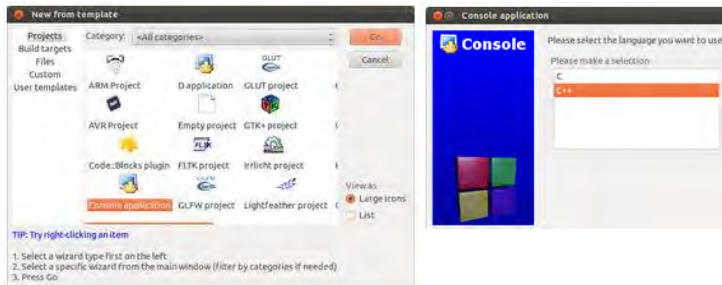 New from template
Projects
Build targets
Files
Custom
User templates
Category: <All categories>
Go
Cancel
ARM Project
D application
GLUT project
AVR Project
Empty project
GTK+ project
Code::Blocks plugin
FLTK project
Irrlicht project
Console application
GLFW project
Lightfeather project
View as
Large icons
List
TIP: Try right-clicking an item
1. Select a wizard type first on the left
2. Select a specific wizard from the main window (filter by categories if needed)
3. Press Go
Console application
Console
Please select the language you want to use
Please make a selection
C
C++